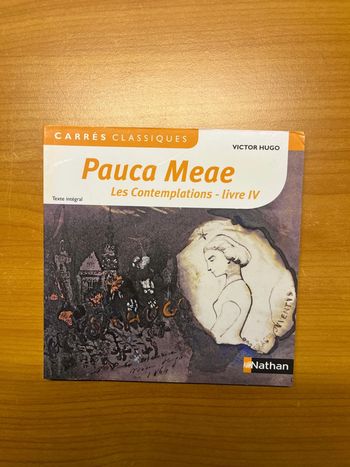 CARRÉS CLASSIQUES
VICTOR HUGO
Pauca Meae
Les Contemplations - livre IV
Texte intégral
Nathan